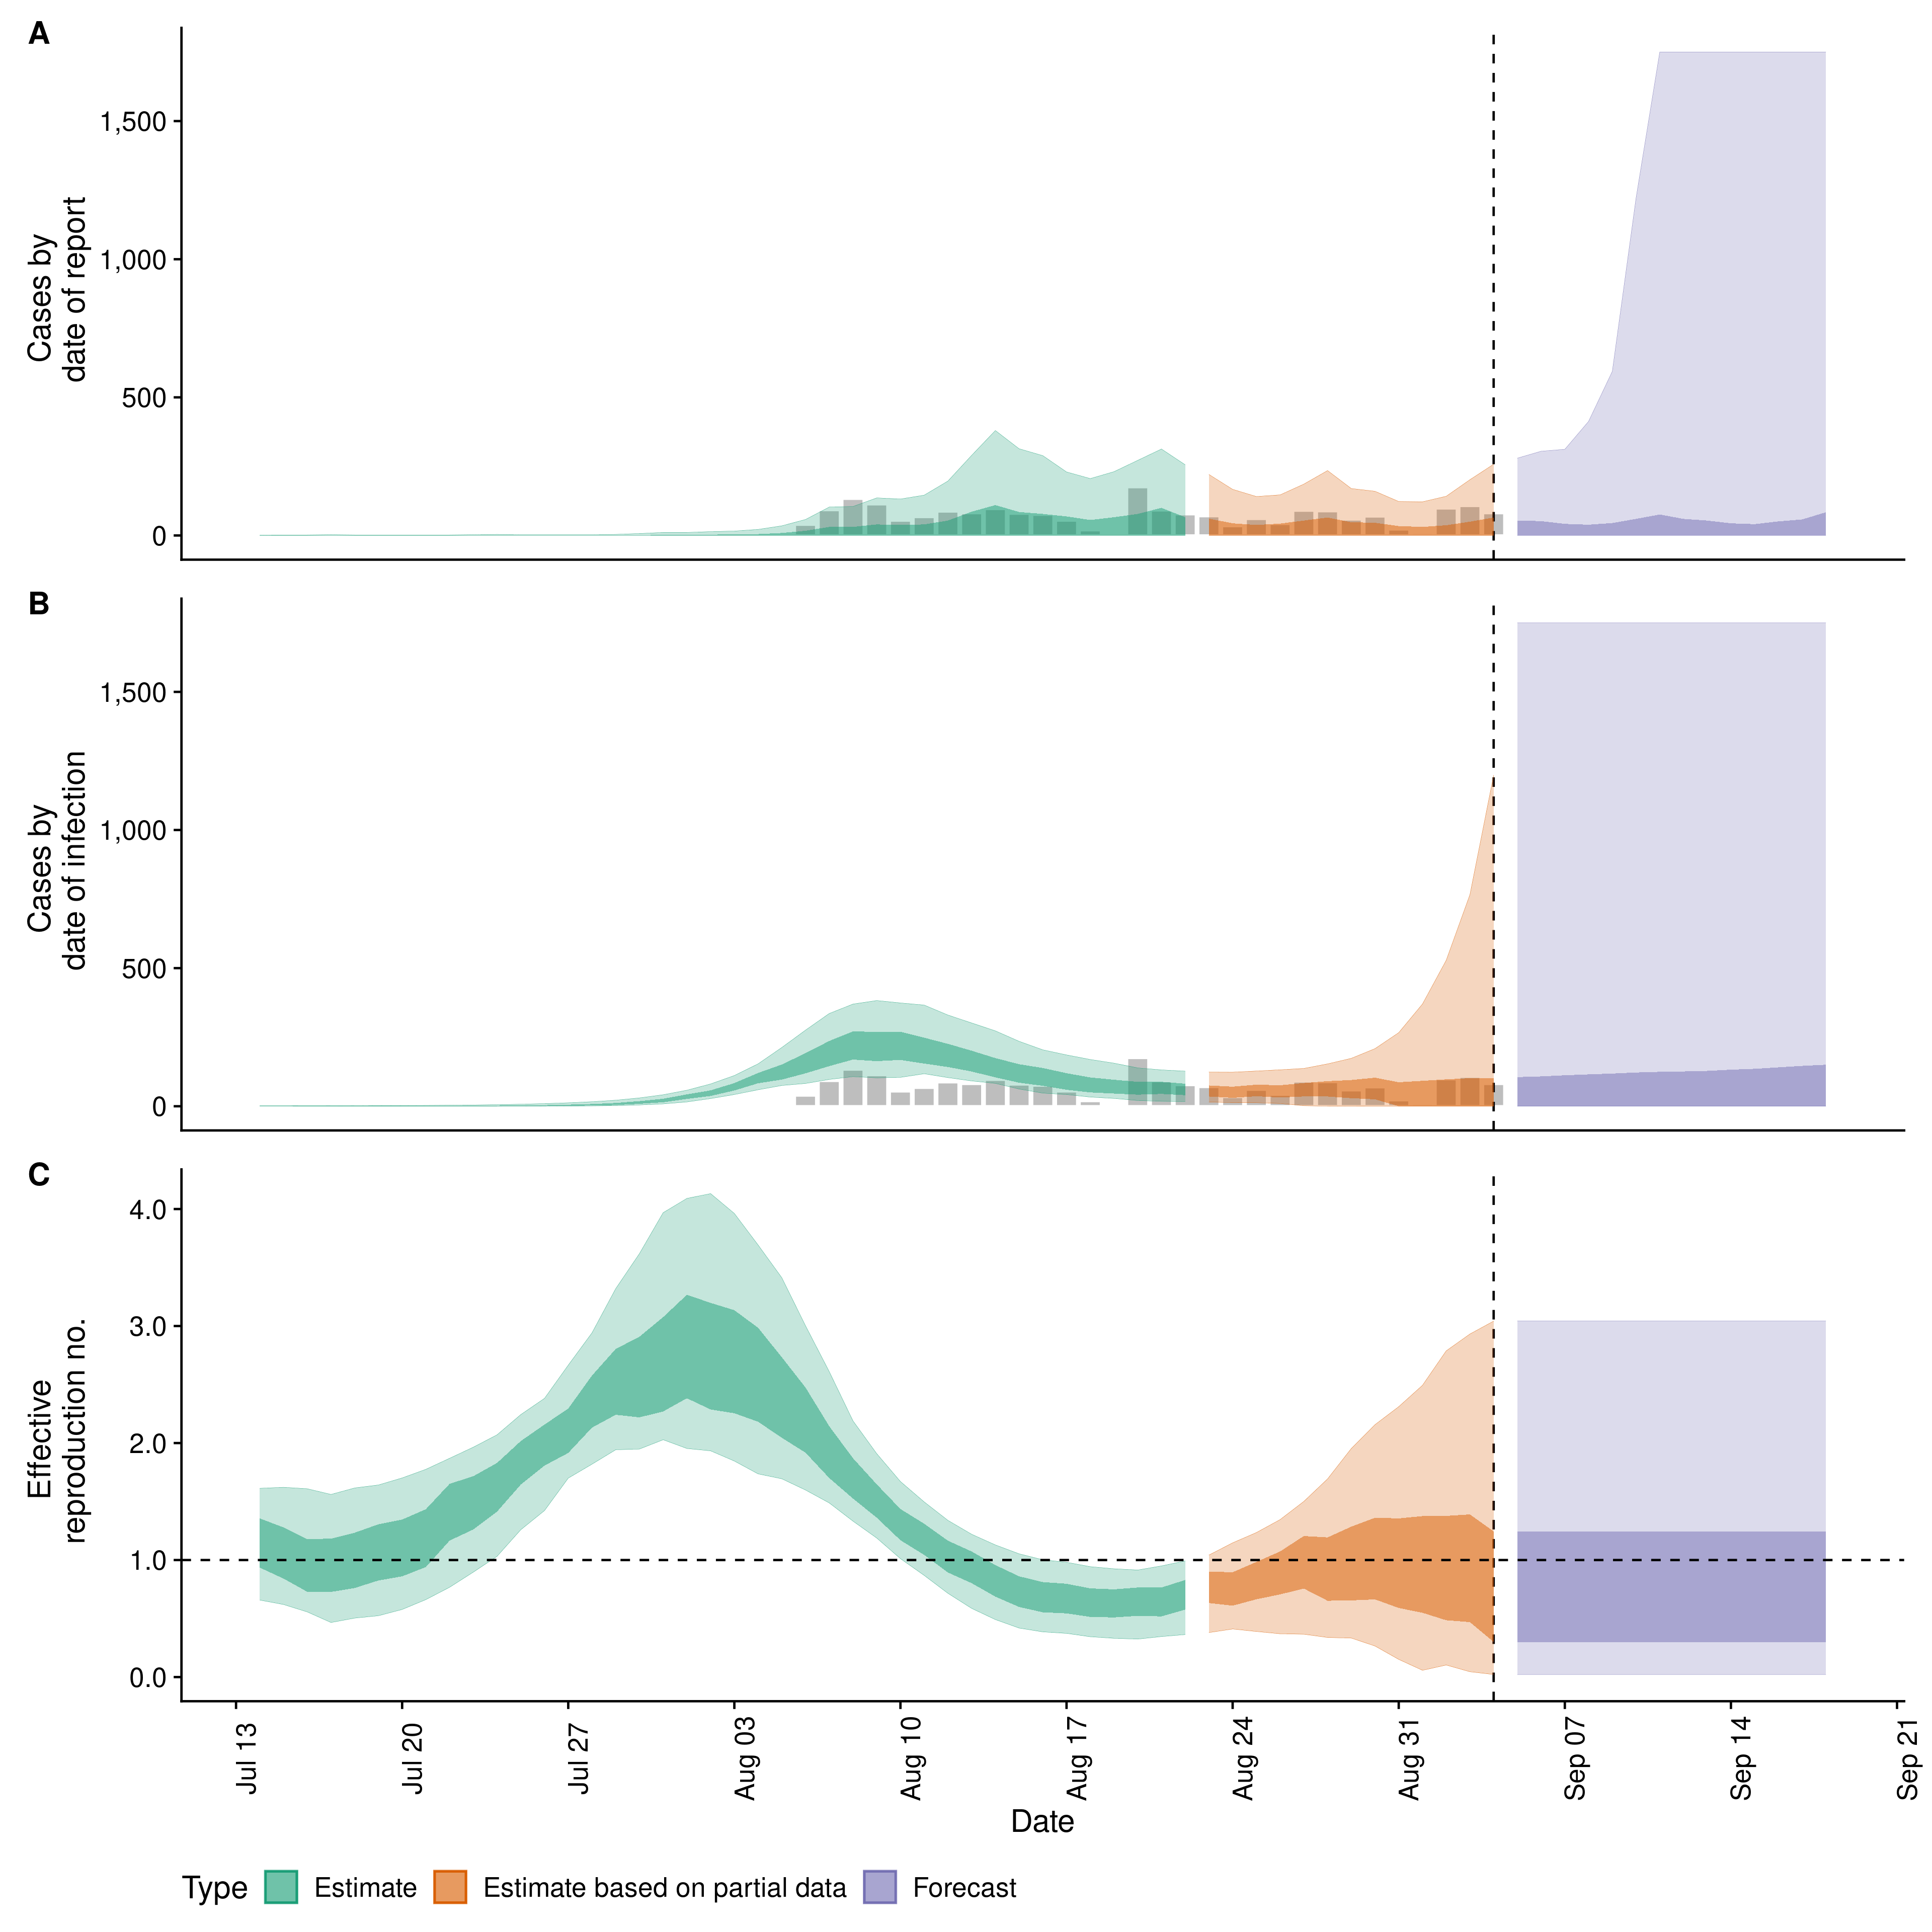 A
Cases by
date of report
1,500
1,000
500
0
B
Cases by
date of infection
1,500
1,000
500
0
C
Effective
reproduction no.
4.0
3.0
2.0
1.0
0.0
Jul 13
Jul 20
Jul 27
Aug 03
Aug 10
Aug 17
Aug 24
Aug 31
Sep 07
Sep 14
Sep 21
Date
Type Estimate Estimate based on partial data Forecast